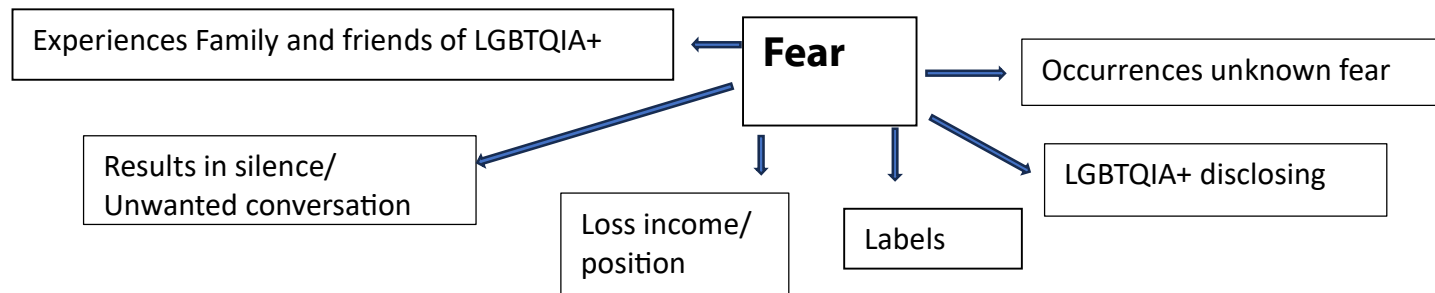 Experiences Family and friends of LGBTQIA+
Fear
Occurrences unknown fear
Results in silence/
Unwanted conversation
Loss income/
position
Labels
LGBTQIA+ disclosing